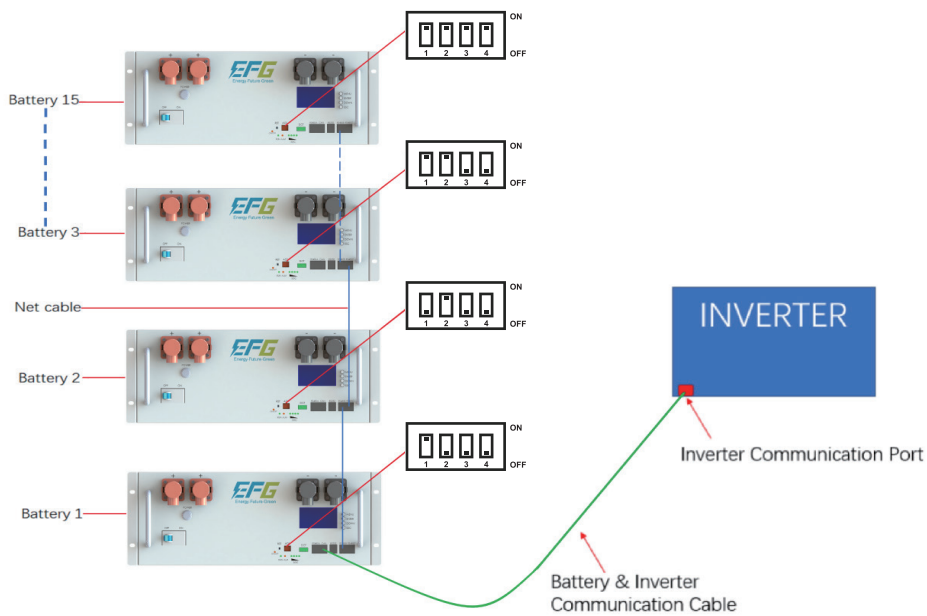 ON
1 2 3 4
OFF
EFG
Energy Future Green
Battery 15
ON
1 2 3 4
OFF
EFG
Energy Future Green
Battery 3
Net cable
ON
1 2 3 4
OFF
EFG
Energy Future Green
Battery 2
ON
1 2 3 4
OFF
EFG
Energy Future Green
Battery 1
INVERTER
Inverter Communication Port
Battery & Inverter
Communication Cable